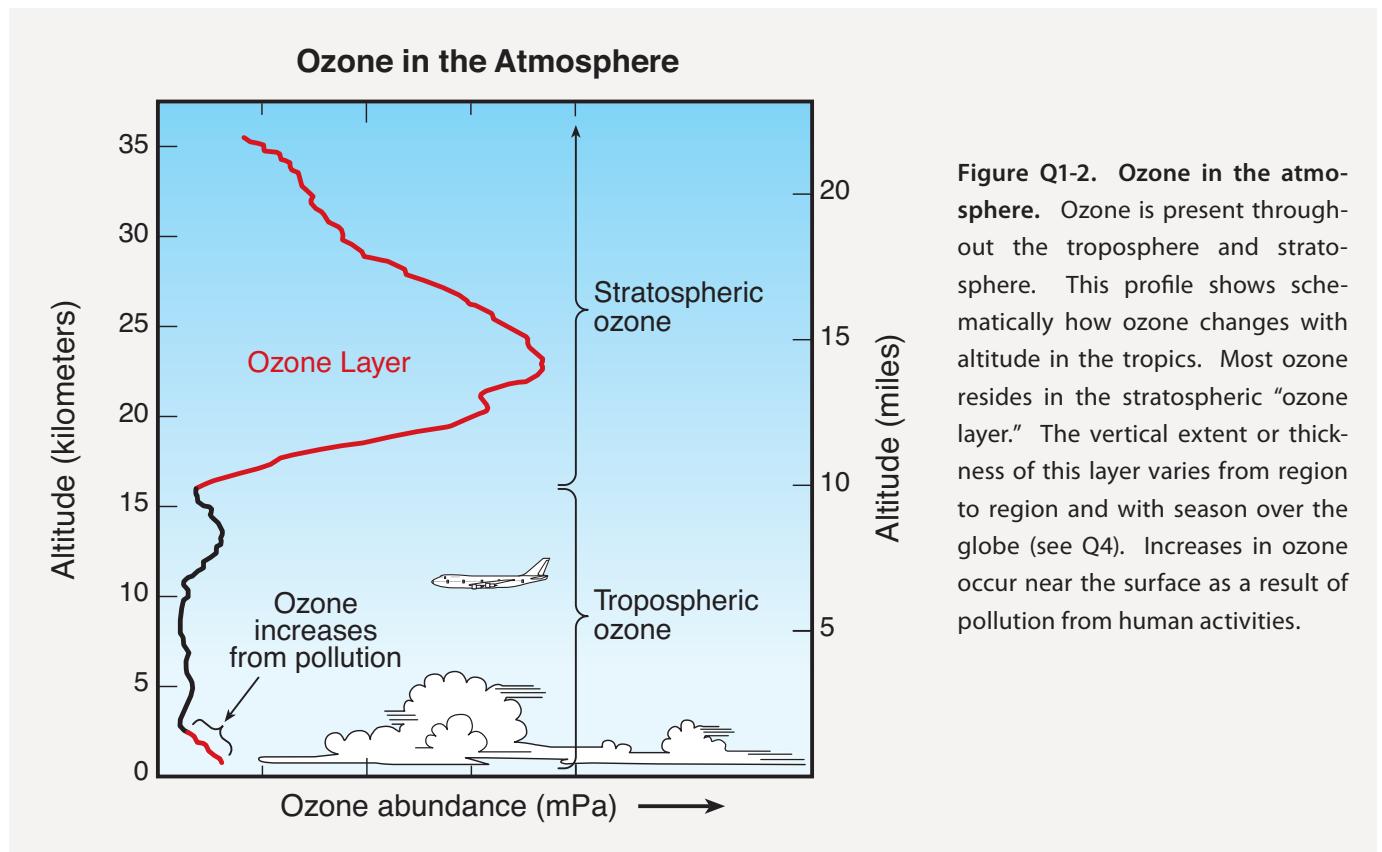 Ozone in the Atmosphere
35
30
25
20
15
10
5
0
Altitude (kilometers)
Ozone Layer
Stratospheric
ozone
Ozone
increases
from pollution
Tropospheric
ozone
20
15
10
5
Altitude (miles)
Ozone abundance (mPa)
Figure Q1-2. Ozone in the atmo-
sphere. Ozone is present through-
out the troposphere and strato-
sphere. This profile shows sche-
matically how ozone changes with
altitude in the tropics. Most ozone
resides in the stratospheric “ozone
layer.” The vertical extent or thick-
ness of this layer varies from region
to region and with season over the
globe (see Q4). Increases in ozone
occur near the surface as a result of
pollution from human activities.